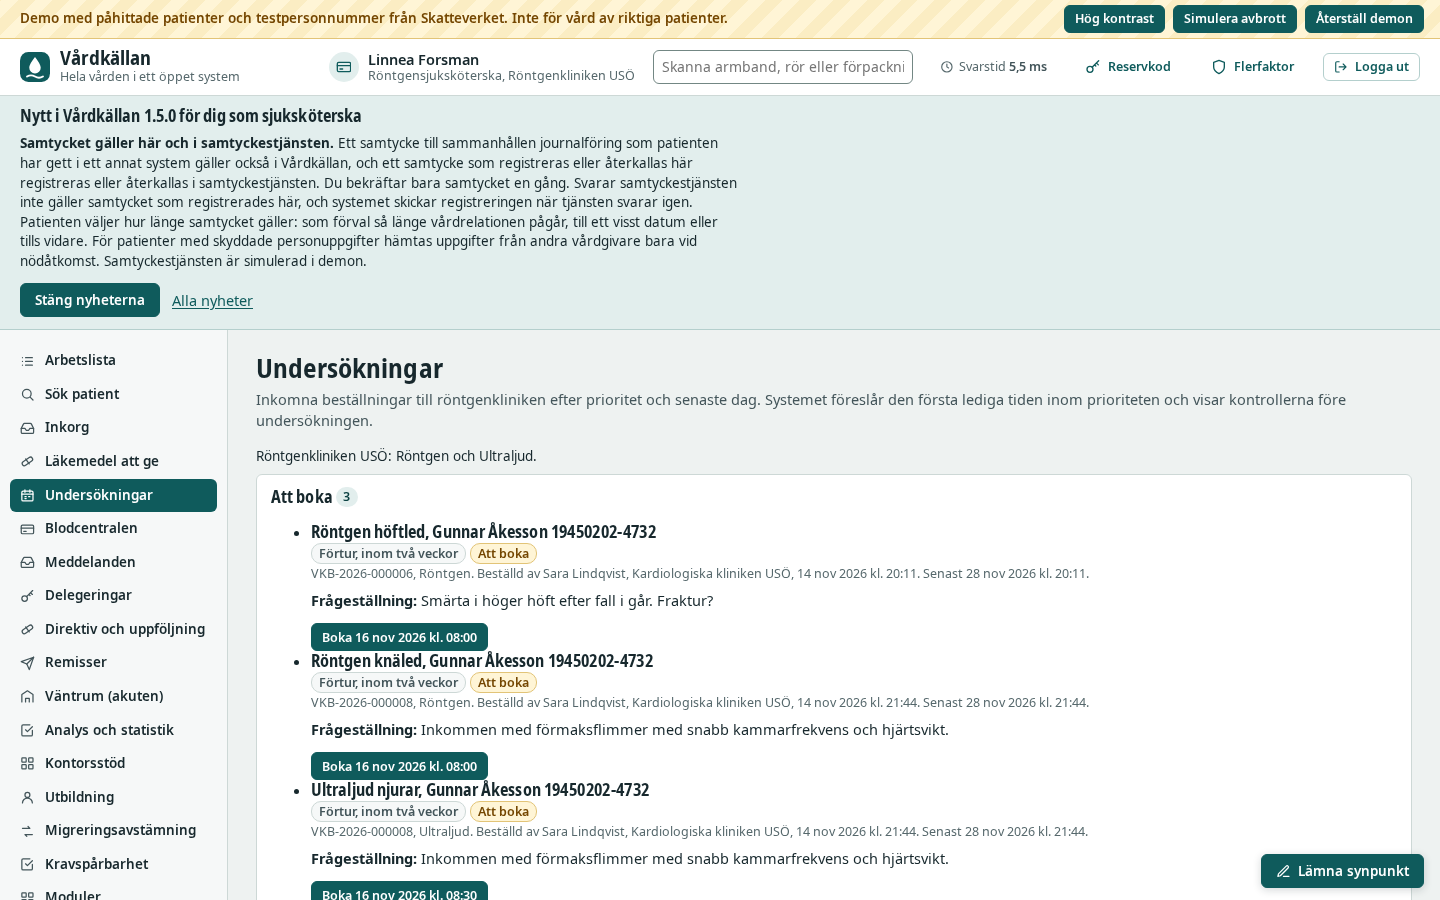 Demo med påhittade patienter och testpersonnummer från Skatteverket. Inte för vård av riktiga patienter.
Hög kontrast
Simulera avbrott
Återställ demon
Vårdkällan
Hela vården i ett öppet system
Linnea Forsman
Röntgensjuksköterska, Röntgenkliniken USÖ
Skanna armband, rör eller förpackni
Svarstid 5,5 ms
Reservkod
Flerfaktor
Logga ut
Nytt i Vårdkällan 1.5.0 för dig som sjuksköterska
Samtycket gäller här och i samtyckestjänsten. Ett samtycke till sammanhållen journalföring som patienten
har gett i ett annat system gäller också i Vårdkällan, och ett samtycke som registreras eller återkallas här
registreras eller återkallas i samtyckestjänsten. Du bekräftar bara samtycket en gång. Svarar samtyckestjänsten
inte gäller samtycket som registrerades här, och systemet skickar registreringen när tjänsten svarar igen.
Patienten väljer hur länge samtycket gäller: som förval så länge vårdrelationen pågår, till ett visst datum eller
tills vidare. För patienter med skyddade personuppgifter hämtas uppgifter från andra vårdgivare bara vid
nödåtkomst. Samtyckestjänsten är simulerad i demon.
Stäng nyheterna
Alla nyheter
Arbetslista
Sök patient
Inkorg
Läkemedel att ge
Undersökningar
Blodcentralen
Meddelanden
Delegeringar
Direktiv och uppföljning
Remisser
Väntrum (akuten)
Analys och statistik
Kontorsstöd
Utbildning
Migreringsavstämning
Kravspårbarhet
Moduler
Undersökningar
Inkomna beställningar till röntgenkliniken efter prioritet och senaste dag. Systemet föreslår den första lediga tiden inom prioriteten och visar kontrollerna före
undersökningen.
Röntgenkliniken USÖ: Röntgen och Ultraljud.
Att boka 3
Röntgen höftled, Gunnar Åkesson 19450202-4732
Förtur, inom två veckor
Att boka
VKB-2026-000006, Röntgen. Beställd av Sara Lindqvist, Kardiologiska kliniken USÖ, 14 nov 2026 kl. 20:11. Senast 28 nov 2026 kl. 20:11.
Frågeställning: Smärta i höger höft efter fall i går. Fraktur?
Boka 16 nov 2026 kl. 08:00
Röntgen knäled, Gunnar Åkesson 19450202-4732
Förtur, inom två veckor
Att boka
VKB-2026-000008, Röntgen. Beställd av Sara Lindqvist, Kardiologiska kliniken USÖ, 14 nov 2026 kl. 21:44. Senast 28 nov 2026 kl. 21:44.
Frågeställning: Inkommen med förmaksflimmer med snabb kammarfrekvens och hjärtsvikt.
Boka 16 nov 2026 kl. 08:00
Ultraljud njurar, Gunnar Åkesson 19450202-4732
Förtur, inom två veckor
Att boka
VKB-2026-000008, Ultraljud. Beställd av Sara Lindqvist, Kardiologiska kliniken USÖ, 14 nov 2026 kl. 21:44. Senast 28 nov 2026 kl. 21:44.
Frågeställning: Inkommen med förmaksflimmer med snabb kammarfrekvens och hjärtsvikt.
Boka 16 nov 2026 kl. 08:30
Lämna synpunkt